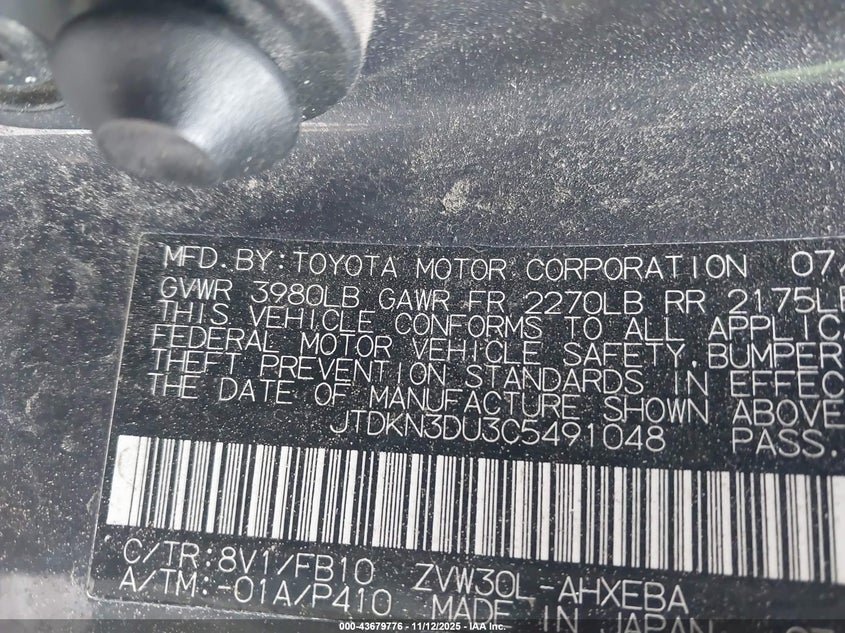 MFD.BY:TOYOTA MOTOR CORPORATION 07/
GVWR 3980LB GAWR FR 2270LB RR 2175LB
THIS VEHICLE CONFORMS TO ALL APPLIC
FEDERAL MOTOR VEHICLE SAFETY,BUMPER
THEFT PREVENTION STANDARDS IN EFFEC
THE DATE OF MANUFACTURE SHOWN ABOVE
JTDKN3DU3C5491048 PASS.
C/TR:8V1/FB10 ZVW30L-AHXEBA
A/TM:-01A/P410 MADE IN JAPAN
000-43679776 - 11/12/2025 - IAA Inc.